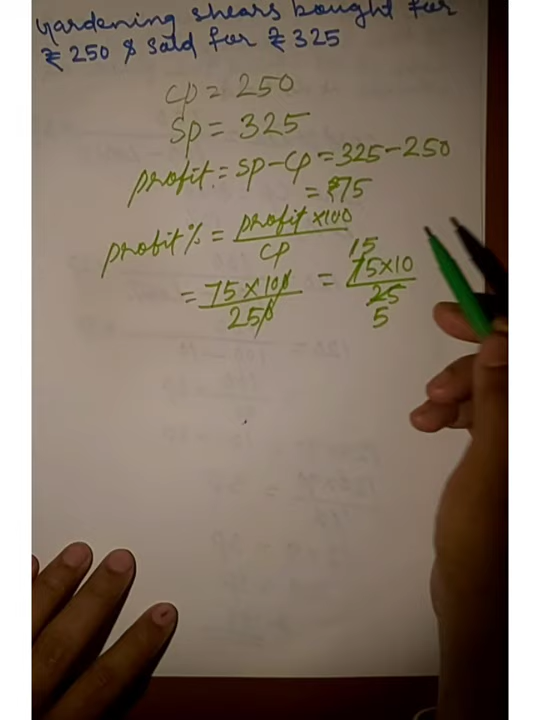 Gardening shears bought for
₹ 250 & sold for ₹ 325
CP = 250
SP = 325
profit = SP - CP = 325 - 250
= ₹75
profit % = profit × 100 / CP
= 75 × 100 / 250 = 75 × 10 / 25
15
5